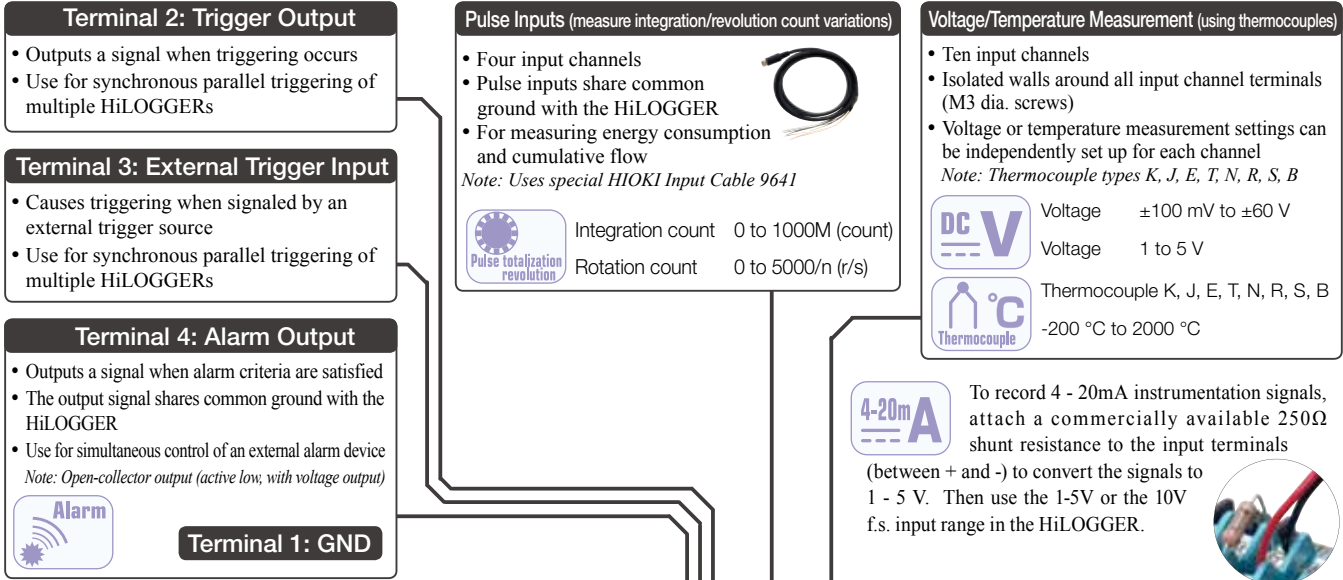 Terminal 2: Trigger Output
• Outputs a signal when triggering occurs
• Use for synchronous parallel triggering of
multiple HiLOGGERs
Terminal 3: External Trigger Input
• Causes triggering when signaled by an
external trigger source
• Use for synchronous parallel triggering of
multiple HiLOGGERs
Terminal 4: Alarm Output
• Outputs a signal when alarm criteria are satisfied
• The output signal shares common ground with the
HiLOGGER
• Use for simultaneous control of an external alarm device
Note: Open-collector output (active low, with voltage output)
Alarm
Terminal 1: GND
Pulse Inputs (measure integration/revolution count variations)
• Four input channels
• Pulse inputs share common
ground with the HiLOGGER
• For measuring energy consumption
and cumulative flow
Note: Uses special HIOKI Input Cable 9641
Pulse totalization
revolution
Integration count 0 to 1000M (count)
Rotation count 0 to 5000/n (r/s)
Voltage/Temperature Measurement (using thermocouples)
• Ten input channels
• Isolated walls around all input channel terminals
(M3 dia. screws)
• Voltage or temperature measurement settings can
be independently set up for each channel
Note: Thermocouple types K, J, E, T, N, R, S, B
DC V
Voltage ±100 mV to ±60 V
Voltage 1 to 5 V
°C
Thermocouple
Thermocouple K, J, E, T, N, R, S, B
-200 °C to 2000 °C
4-20m A
To record 4 - 20mA instrumentation signals,
attach a commercially available 250Ω
shunt resistance to the input terminals
(between + and -) to convert the signals to
1 - 5 V. Then use the 1-5V or the 10V
f.s. input range in the HiLOGGER.